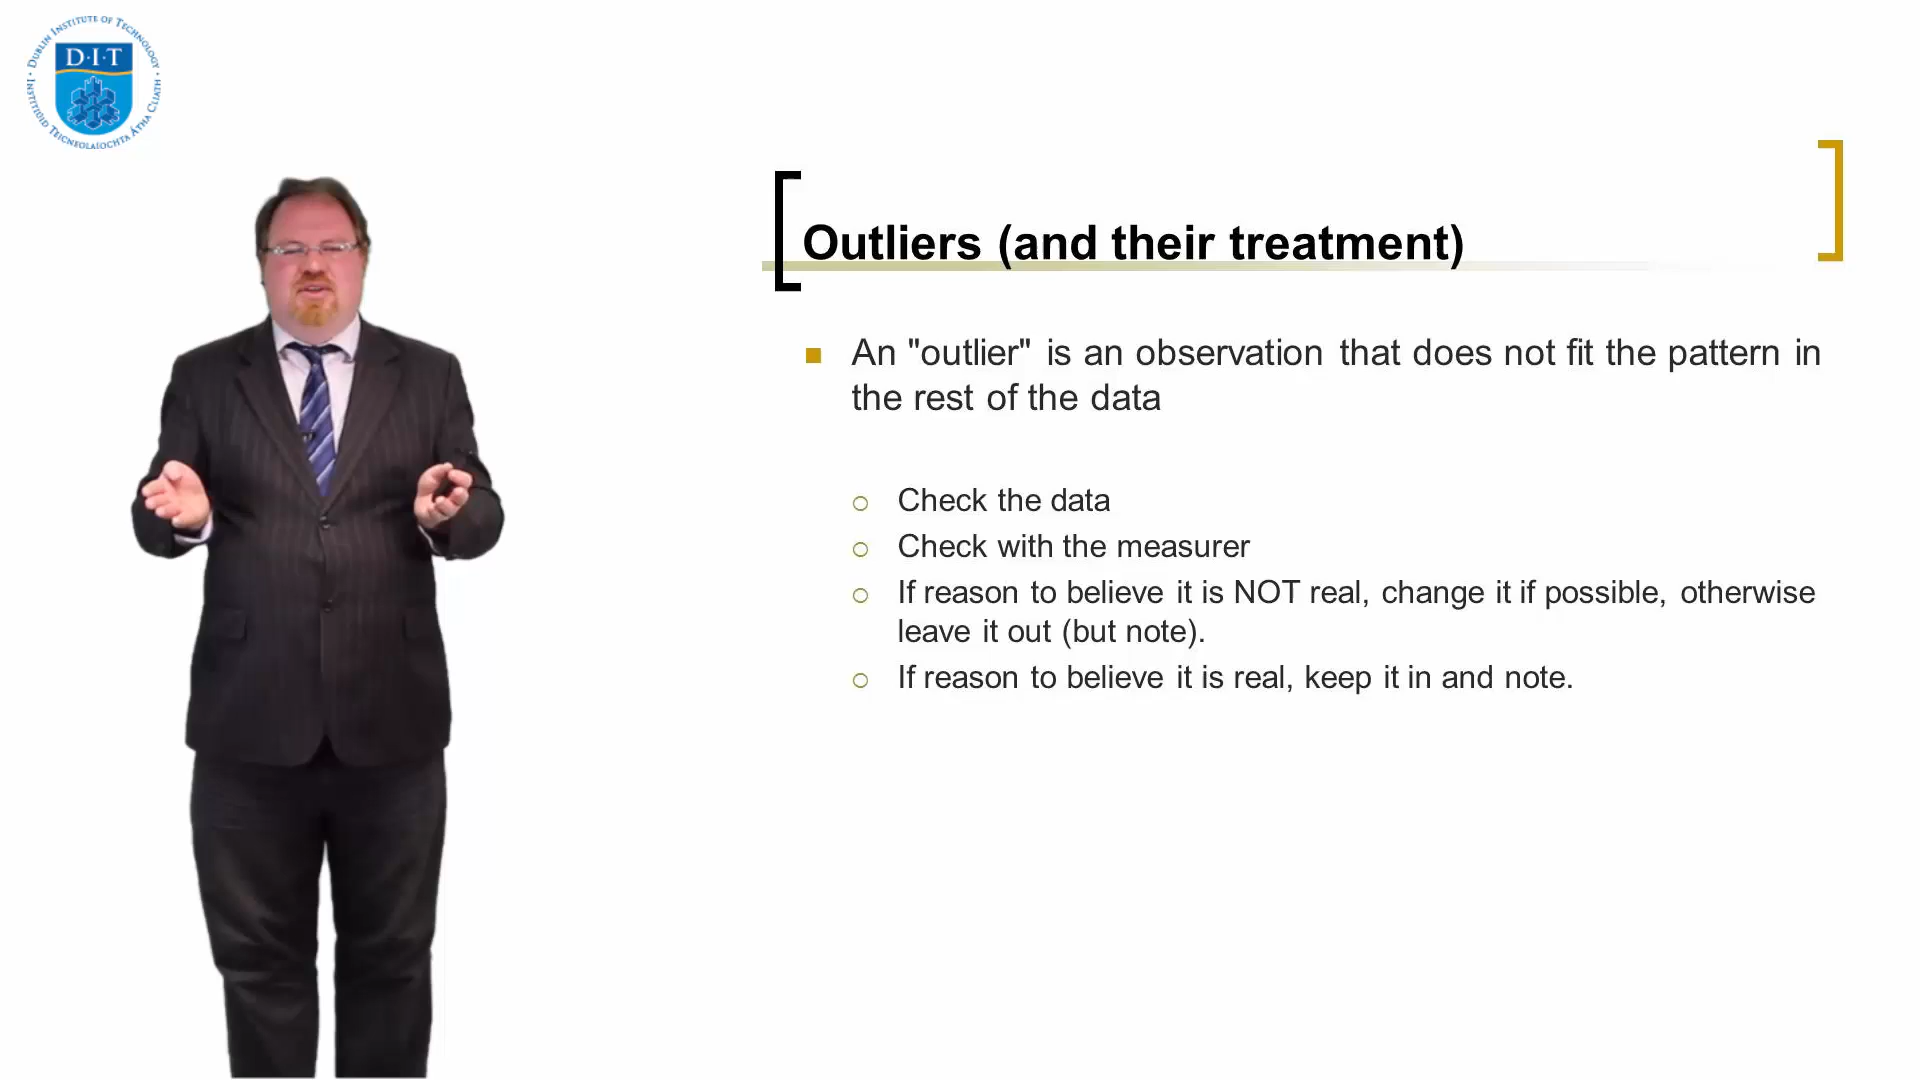 DUBLIN INSTITUTE OF TECHNOLOGY
INSTITIÚID TEICNEOLAÍOCHTA ÁTHA CLIATH
D·I·T
Outliers (and their treatment)
An "outlier" is an observation that does not fit the pattern in
the rest of the data
Check the data
Check with the measurer
If reason to believe it is NOT real, change it if possible, otherwise
leave it out (but note).
If reason to believe it is real, keep it in and note.